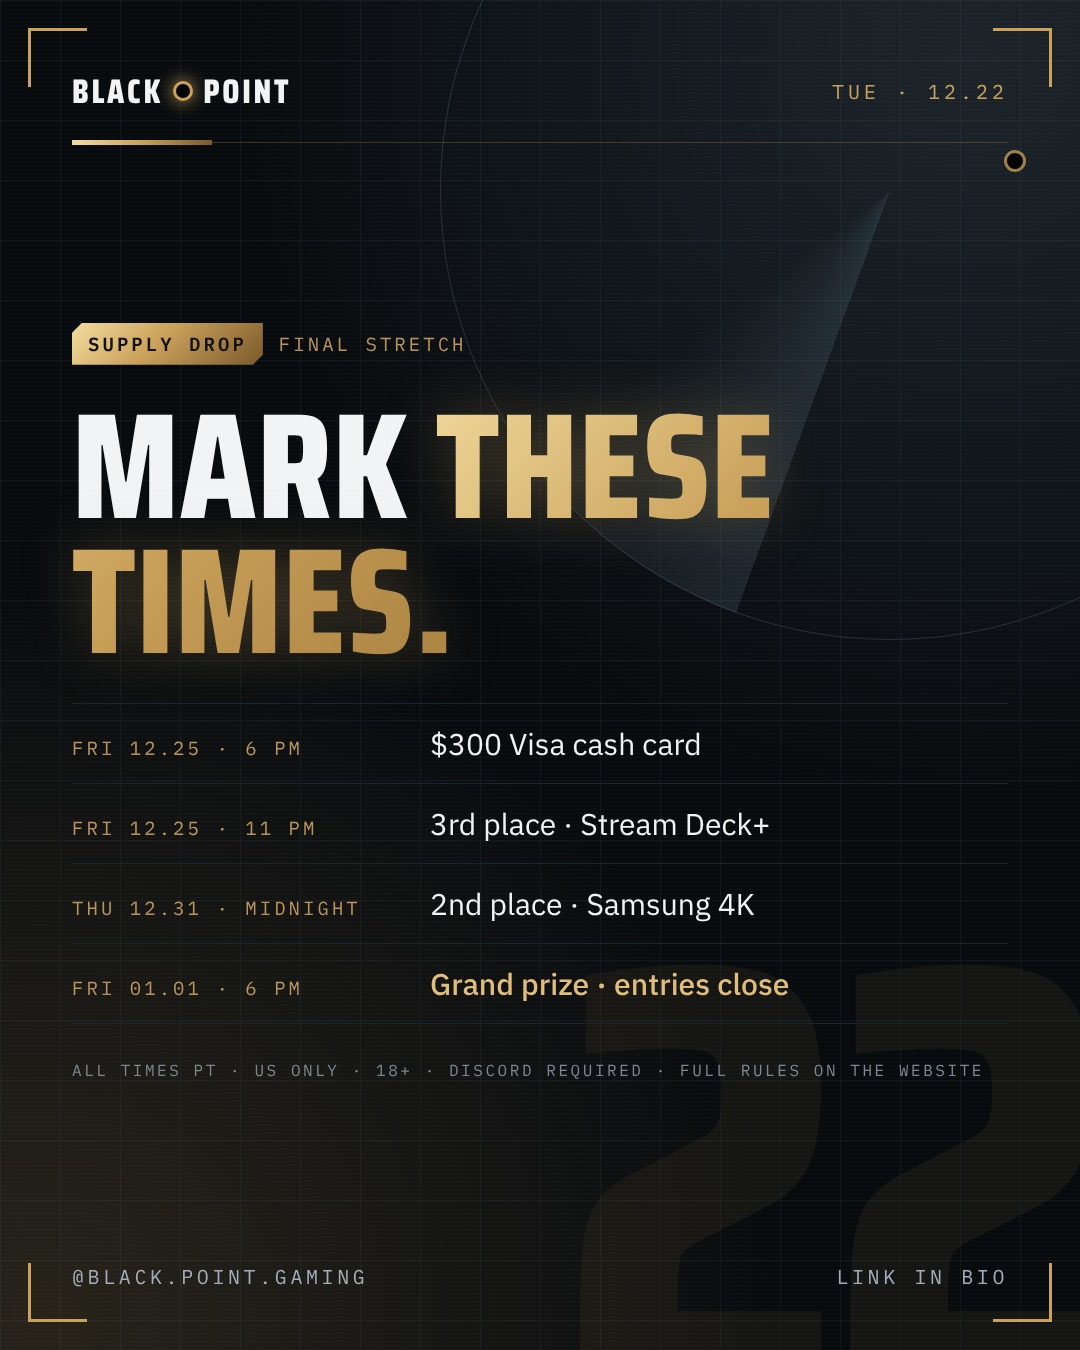 BLACK POINT
TUE · 12.22
SUPPLY DROP FINAL STRETCH
MARK THESE
TIMES.
FRI 12.25 · 6 PM $300 Visa cash card
FRI 12.25 · 11 PM 3rd place · Stream Deck+
THU 12.31 · MIDNIGHT 2nd place · Samsung 4K
FRI 01.01 · 6 PM Grand prize · entries close
ALL TIMES PT · US ONLY · 18+ · DISCORD REQUIRED · FULL RULES ON THE WEBSITE
22
@BLACK.POINT.GAMING
LINK IN BIO